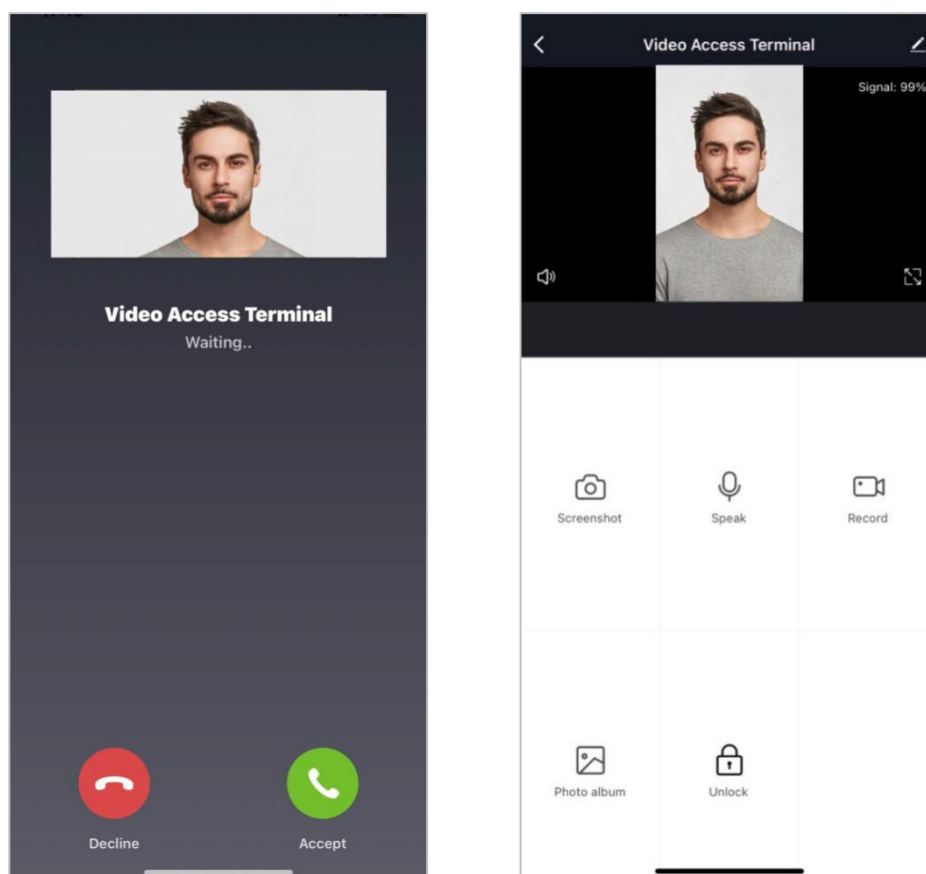 Video Access Terminal
Waiting..
Decline
Accept
Video Access Terminal
Signal: 99%
Screenshot
Speak
Record
Photo album
Unlock